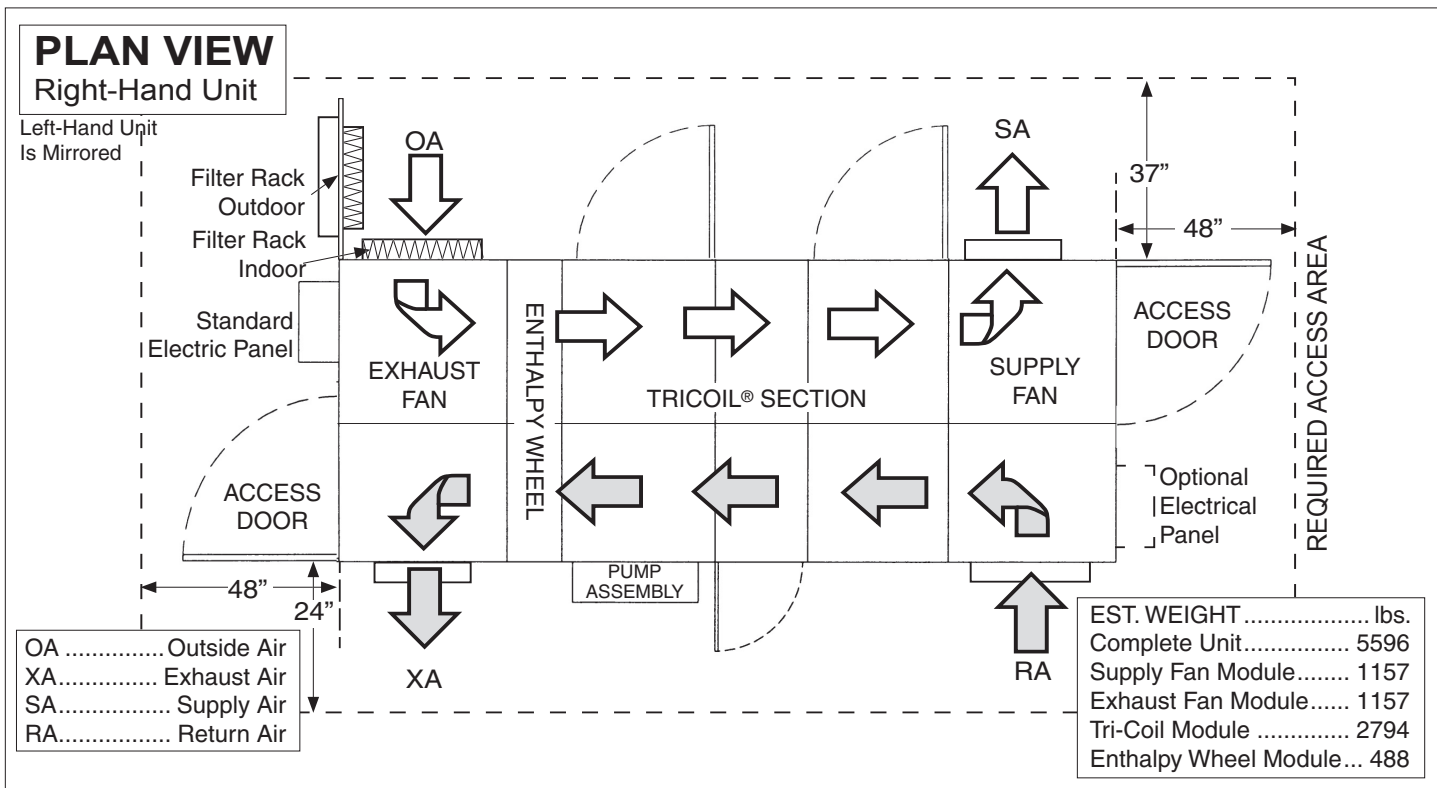 PLAN VIEW
Right-Hand Unit
Left-Hand Unit
Is Mirrored
Filter Rack
Outdoor
Filter Rack
Indoor
Standard
Electric Panel
OA
SA
37”
48”
REQUIRED ACCESS AREA
EXHAUST
FAN
ENTHALPY WHEEL
TRICOIL® SECTION
SUPPLY
FAN
ACCESS
DOOR
ACCESS
DOOR
Optional
Electrical
Panel
48”
24”
PUMP
ASSEMBLY
XA
RA
OA ............... Outside Air
XA................ Exhaust Air
SA.................. Supply Air
RA................. Return Air
EST. WEIGHT .................... lbs.
Complete Unit................. 5596
Supply Fan Module........ 1157
Exhaust Fan Module...... 1157
Tri-Coil Module .............. 2794
Enthalpy Wheel Module... 488